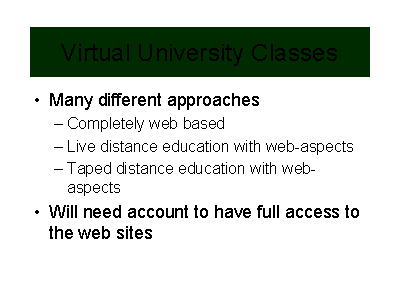 Virtual University Classes
• Many different approaches
– Completely web based
– Live distance education with web-aspects
– Taped distance education with web-
aspects
• Will need account to have full access to
the web sites